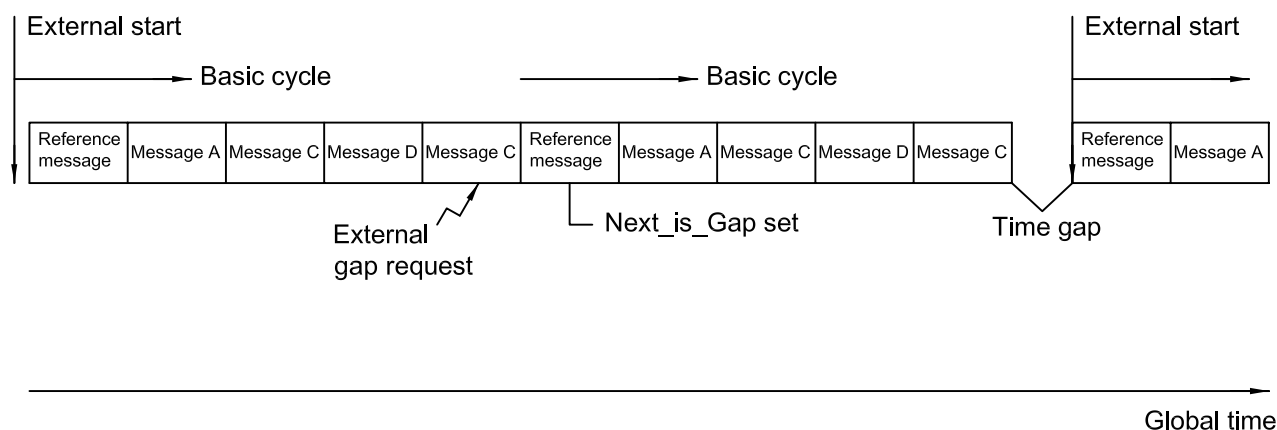 External start
External start
Basic cycle
Basic cycle
Reference
message
Message A
Message C
Message D
Message C
Reference
message
Message A
Message C
Message D
Message C
Reference
message
Message A
External
gap request
Next_is_Gap set
Time gap
Global time